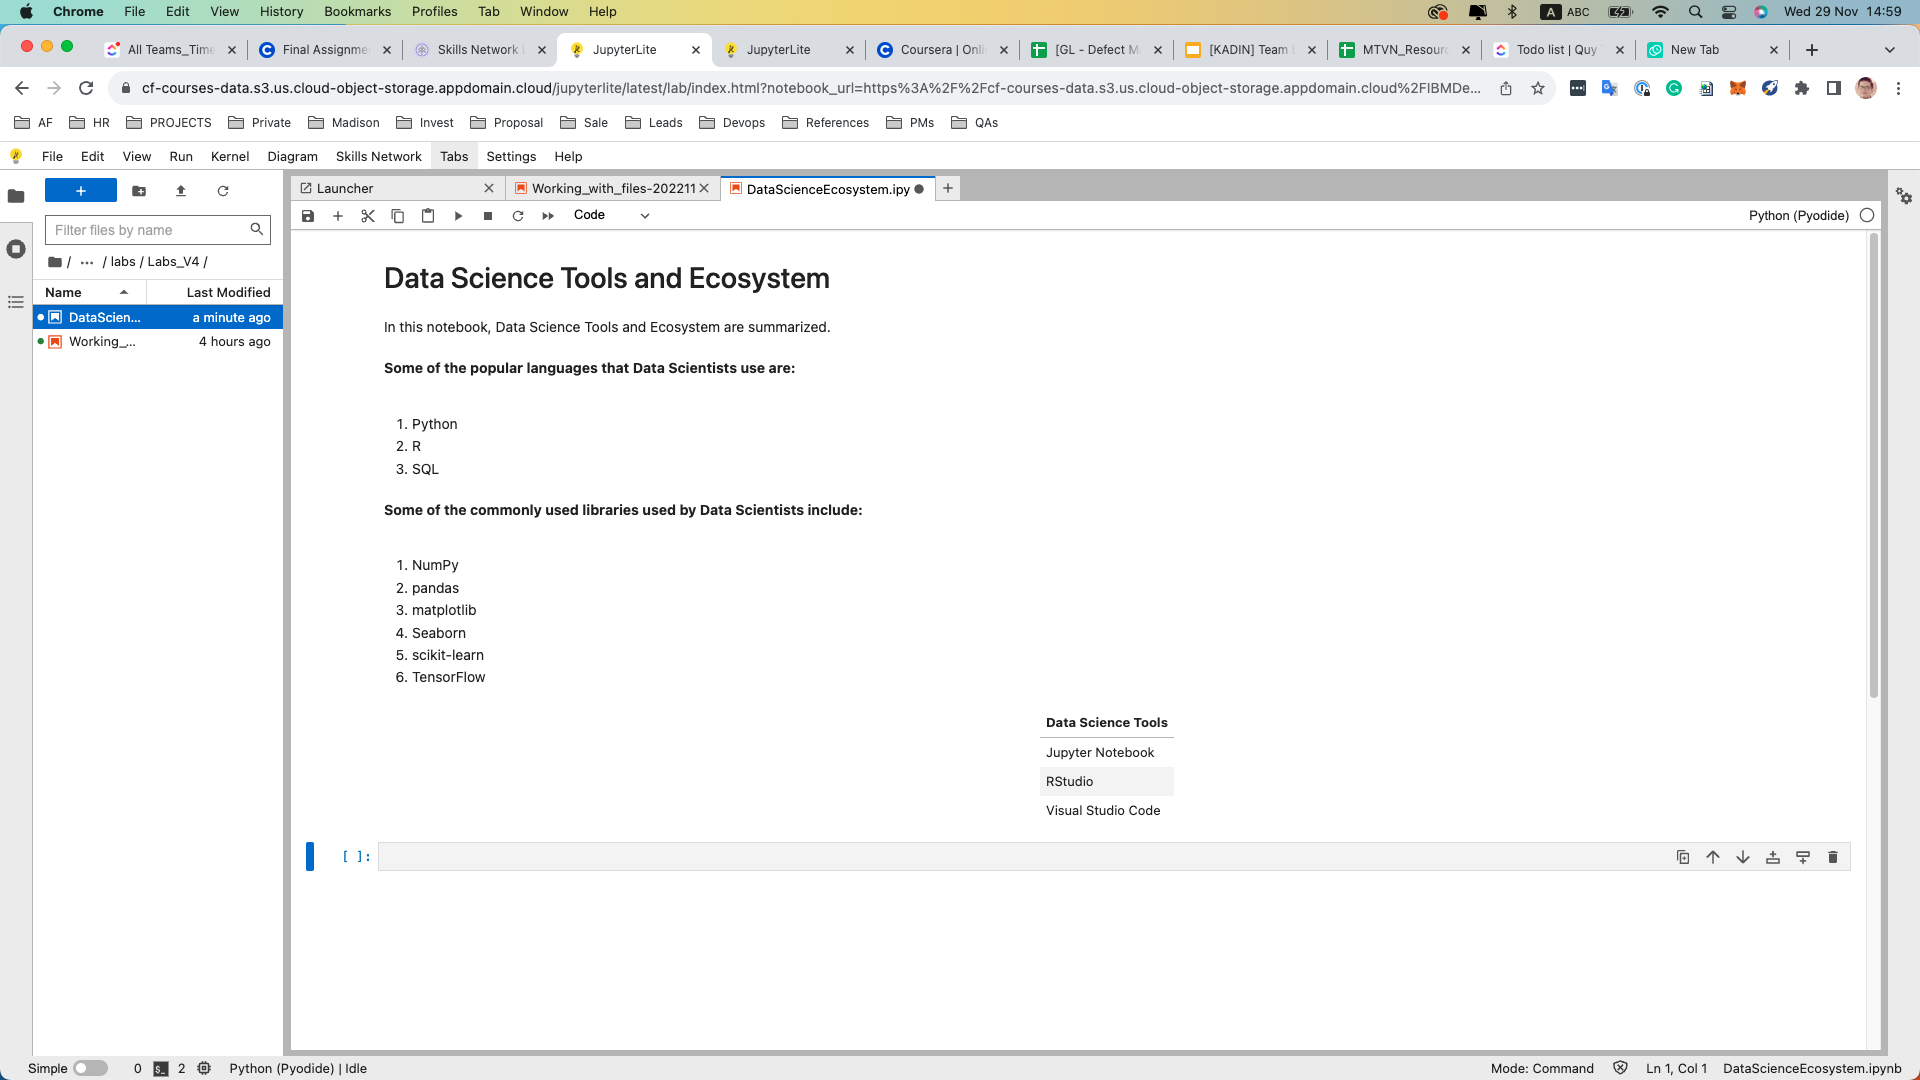 Chrome File Edit View History Bookmarks Profiles Tab Window Help A ABC Wed 29 Nov 14:59
All Teams_Time Final Assignme Skills Network JupyterLite JupyterLite Coursera | Onli [GL - Defect M [KADIN] Team MTVN_Resourc Todo list | Quy New Tab
cf-courses-data.s3.us.cloud-object-storage.appdomain.cloud/jupyterlite/latest/lab/index.html?notebook_url=https%3A%2F%2Fcf-courses-data.s3.us.cloud-object-storage.appdomain.cloud%2FIBMDe...
AF HR PROJECTS Private Madison Invest Proposal Sale Leads Devops References PMs QAs
File Edit View Run Kernel Diagram Skills Network Tabs Settings Help
Launcher Working_with_files-202211 DataScienceEcosystem.ipy
Code Python (Pyodide)
Filter files by name
/ ··· / labs / Labs_V4 /
Name Last Modified
DataScien... a minute ago
Working_... 4 hours ago
Data Science Tools and Ecosystem
In this notebook, Data Science Tools and Ecosystem are summarized.
Some of the popular languages that Data Scientists use are:
1. Python
2. R
3. SQL
Some of the commonly used libraries used by Data Scientists include:
1. NumPy
2. pandas
3. matplotlib
4. Seaborn
5. scikit-learn
6. TensorFlow
Data Science Tools
Jupyter Notebook
RStudio
Visual Studio Code
[ ]:
Simple 0 2 Python (Pyodide) | Idle Mode: Command Ln 1, Col 1 DataScienceEcosystem.ipynb